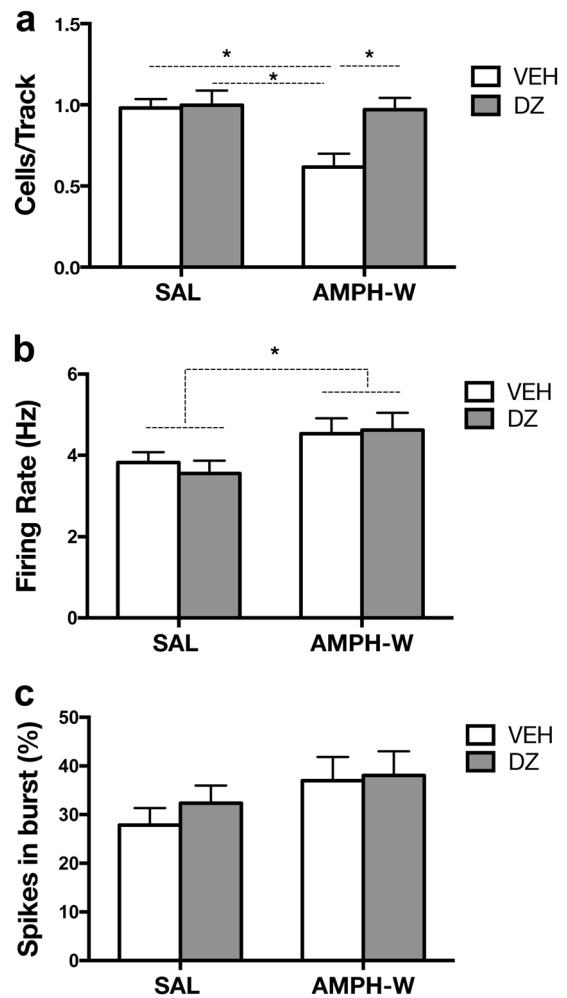 a
1.5
1.0
0.5
0.0
Cells/Track
* *
*
VEH
DZ
SAL AMPH-W
b
6
4
2
0
Firing Rate (Hz)
*
VEH
DZ
SAL AMPH-W
c
50
40
30
20
10
0
Spikes in burst (%)
VEH
DZ
SAL AMPH-W